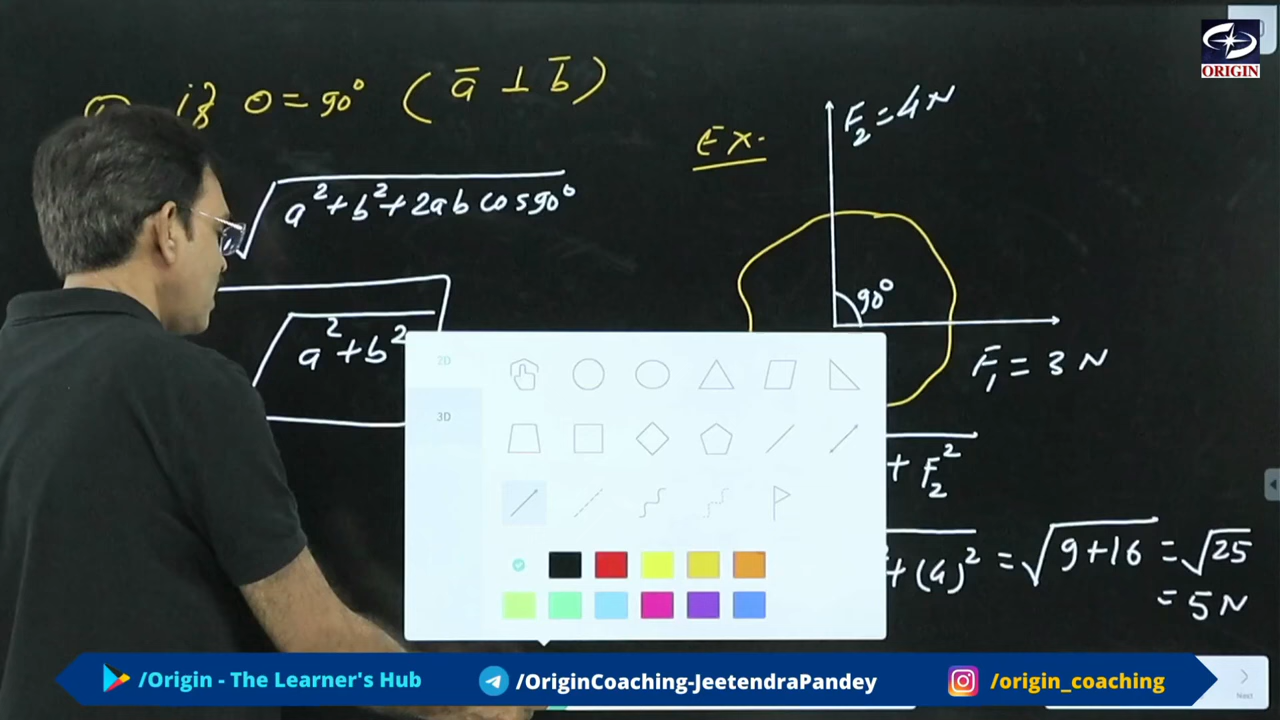 if θ = 90° ( a̅ ⊥ b̅ )
√a²+b²+2ab cos90°
√a²+b²
Ex.
F₂ = 4N
90°
F₁ = 3 N
+ F₂²
+ (4)² = √9+16 = √25
= 5 N
2D
3D
ORIGIN
/Origin - The Learner's Hub
/OriginCoaching-JeetendraPandey
/origin_coaching
Next